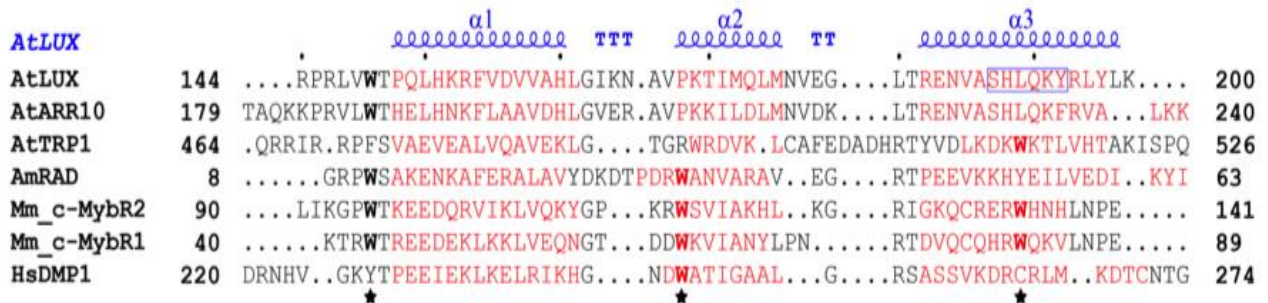 α1 α2 α3
AtLUX TTT TT
AtLUX 144 ....RPRLVWTPQLHKRFVDVVAHLGIKN.AVPKTIMQLMNVEG....LTRENVASHLQKYRLYLK.... 200
AtARR10 179 TAQKKPRVLWTHELHNKFLAAVDHLGVER.AVPKKILDLMNVDK....LTRENVASHLQKFRVA...LKK 240
AtTRP1 464 .QRRIR.RPFSVAEVEALVQAVEKLG....TGRWRDVK.LCAFEDADHRTYVDLKDKWKTLVHTAKISPQ 526
AmRAD 8 ......GRPWSAKENKAFERALAVYDKDTPDRWANVARAV..EG....RTPEEVKKHYEILVEDI..KYI 63
Mm_c-MybR2 90 ....LIKGPWTKEEDQRVIKLVQKYGP...KRWSVIAKHL..KG....RIGKQCRERWHNHLNPE..... 141
Mm_c-MybR1 40 ......KTRWTREEDEKLKKLVEQNGT...DDWKVIANYLPN......RTDVQCQHRWQKVLNPE..... 89
HsDMP1 220 DRNHV..GKYTPEEIEKLKELRIKHG....NDWATIGAAL...G....RSASSVKDRCRLM..KDTCNTG 274